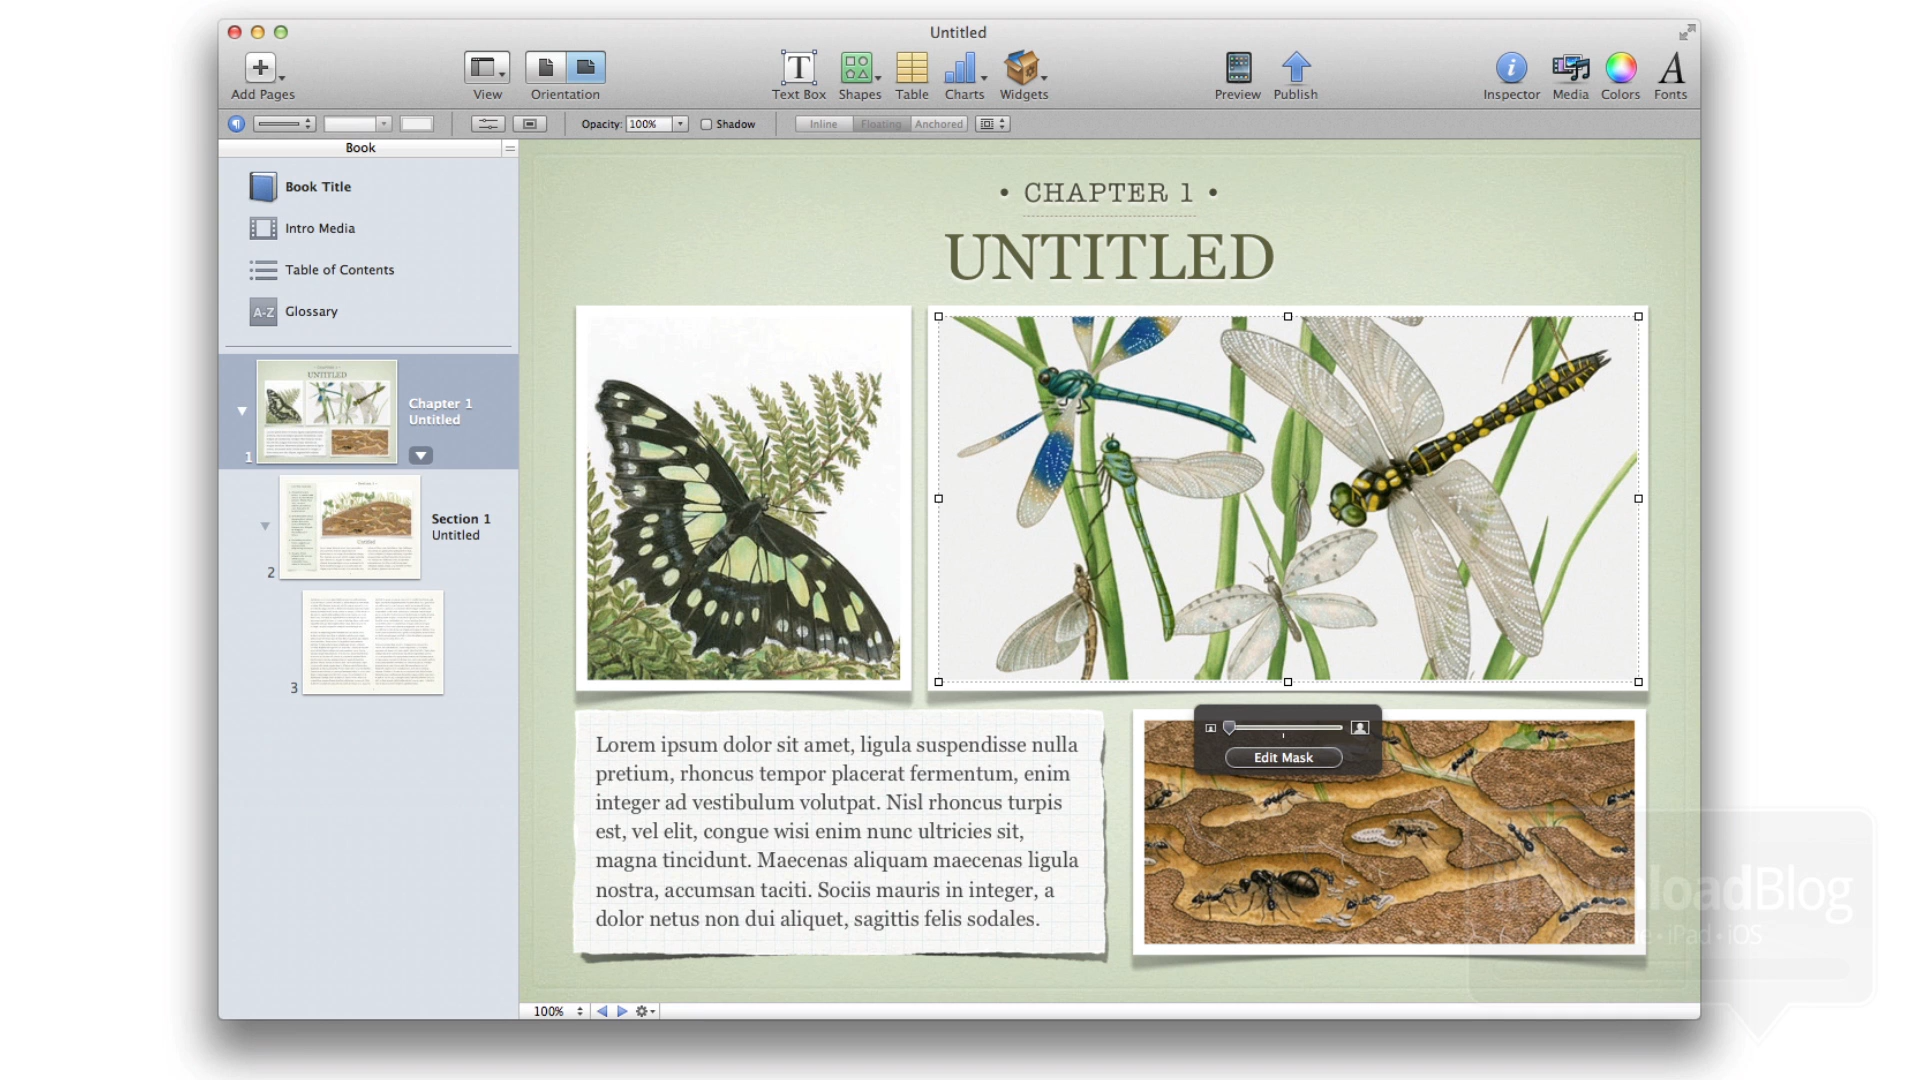 Untitled
Add Pages
View
Orientation
T
Text Box
Shapes
Table
Charts
Widgets
Preview
Publish
i
Inspector
Media
Colors
A
Fonts
Opacity: 100%
Shadow
Inline
Floating
Anchored
Book
Book Title
Intro Media
Table of Contents
A-Z Glossary
UNTITLED
Chapter 1
Untitled
1
Section 1
Untitled
2
3
• CHAPTER 1 •
UNTITLED
Lorem ipsum dolor sit amet, ligula suspendisse nulla
pretium, rhoncus tempor placerat fermentum, enim
integer ad vestibulum volutpat. Nisl rhoncus turpis
est, vel elit, congue wisi enim nunc ultricies sit,
magna tincidunt. Maecenas aliquam maecenas ligula
nostra, accumsan taciti. Sociis mauris in integer, a
dolor netus non dui aliquet, sagittis felis sodales.
Edit Mask
iDownloadBlog
• iPad • iOS
100%